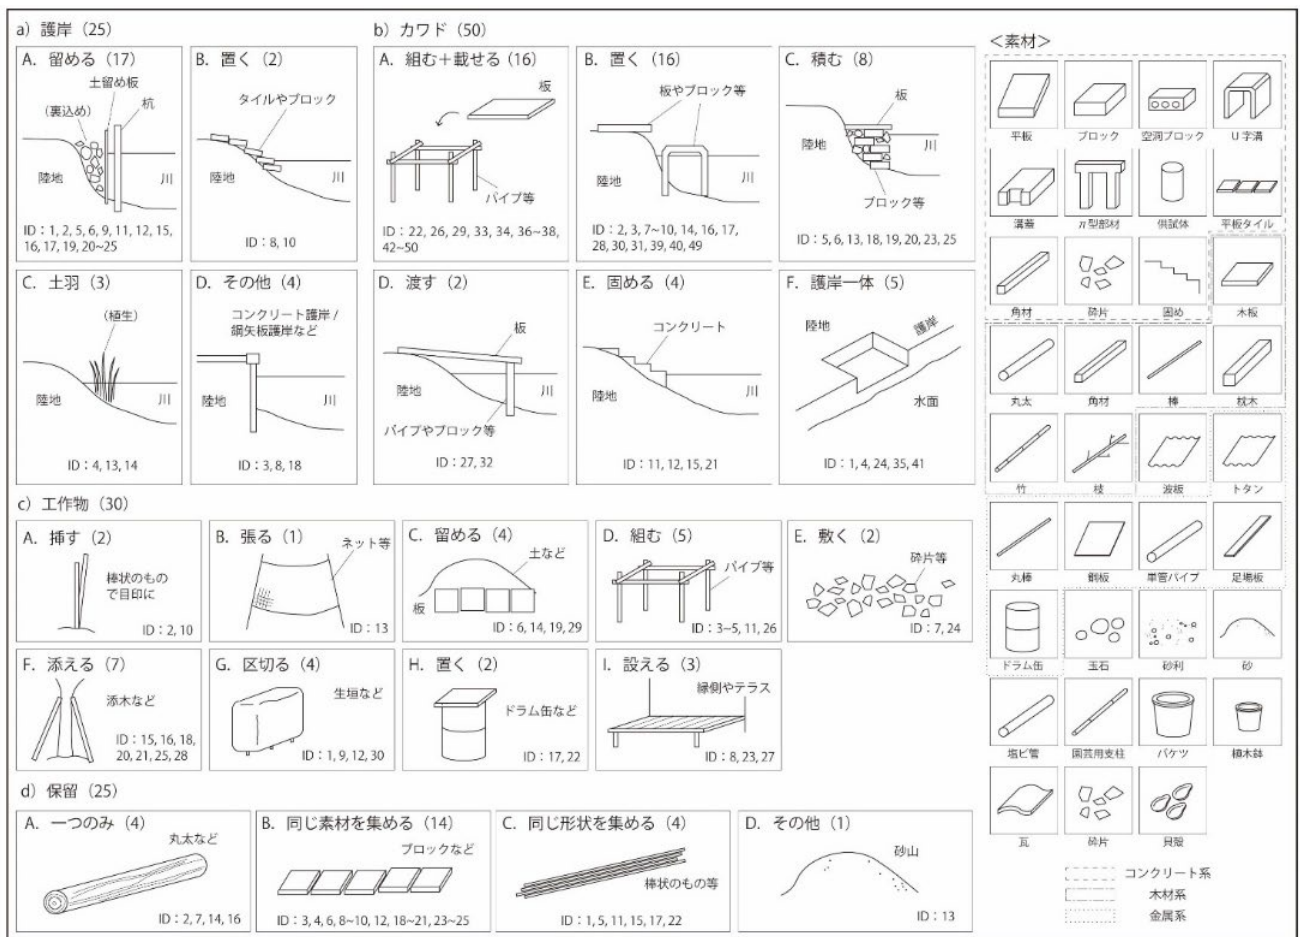 a）護岸（25）
A. 留める（17）
土留め板
（裏込め）
杭
陸地
川
ID：1, 2, 5, 6, 9, 11, 12, 15,
16, 17, 19, 20~25
B. 置く（2）
タイルやブロック
陸地
川
ID：8, 10
C. 土羽（3）
（植生）
陸地
川
ID：4, 13, 14
D. その他（4）
コンクリート護岸/
鋼矢板護岸など
陸地
川
ID：3, 8, 18
b）カワド（50）
A. 組む＋載せる（16）
板
パイプ等
ID：22, 26, 29, 33, 34, 36~38,
42~50
B. 置く（16）
板やブロック等
陸地
川
ID：2, 3, 7~10, 14, 16, 17,
28, 30, 31, 39, 40, 49
C. 積む（8）
板
陸地
川
ブロック等
ID：5, 6, 13, 18, 19, 20, 23, 25
D. 渡す（2）
板
陸地
川
パイプやブロック等
ID：27, 32
E. 固める（4）
コンクリート
陸地
川
ID：11, 12, 15, 21
F. 護岸一体（5）
陸地
護岸
水面
ID：1, 4, 24, 35, 41
c）工作物（30）
A. 挿す（2）
棒状のもの
で目印に
ID：2, 10
B. 張る（1）
ネット等
ID：13
C. 留める（4）
土など
板
ID：6, 14, 19, 29
D. 組む（5）
パイプ等
ID：3~5, 11, 26
E. 敷く（2）
砕片等
ID：7, 24
F. 添える（7）
添木など
ID：15, 16, 18,
20, 21, 25, 28
G. 区切る（4）
生垣など
ID：1, 9, 12, 30
H. 置く（2）
ドラム缶など
ID：17, 22
I. 設える（3）
縁側やテラス
ID：8, 23, 27
d）保留（25）
A. 一つのみ（4）
丸太など
ID：2, 7, 14, 16
B. 同じ素材を集める（14）
ブロックなど
ID：3, 4, 6, 8~10, 12, 18~21, 23~25
C. 同じ形状を集める（4）
棒状のもの等
ID：1, 5, 11, 15, 17, 22
D. その他（1）
砂山
ID：13
＜素材＞
平板
ブロック
空洞ブロック
U字溝
溝蓋
π型部材
供試体
平板タイル
角材
砕片
固め
木板
丸太
角材
棒
枕木
竹
枝
波板
トタン
丸棒
鋼板
単管パイプ
足場板
ドラム缶
玉石
砂利
砂
塩ビ管
園芸用支柱
バケツ
植木鉢
瓦
砕片
貝殻
コンクリート系
木材系
金属系